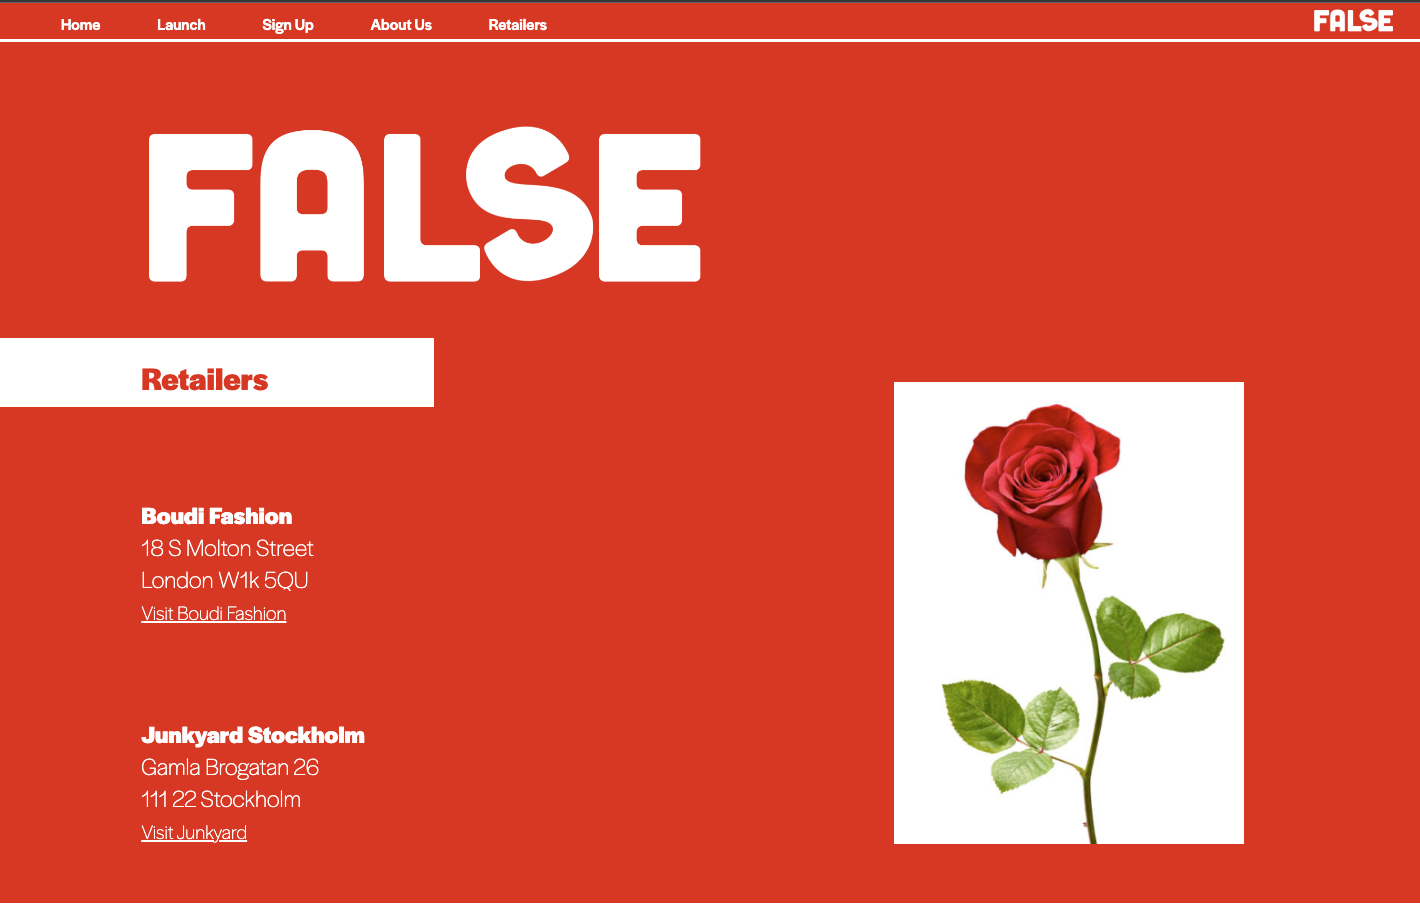 Home
Launch
Sign Up
About Us
Retailers
FALSE
FALSE
Retailers
Boudi Fashion
18 S Molton Street
London W1k 5QU
Visit Boudi Fashion
Junkyard Stockholm
Gamla Brogatan 26
111 22 Stockholm
Visit Junkyard